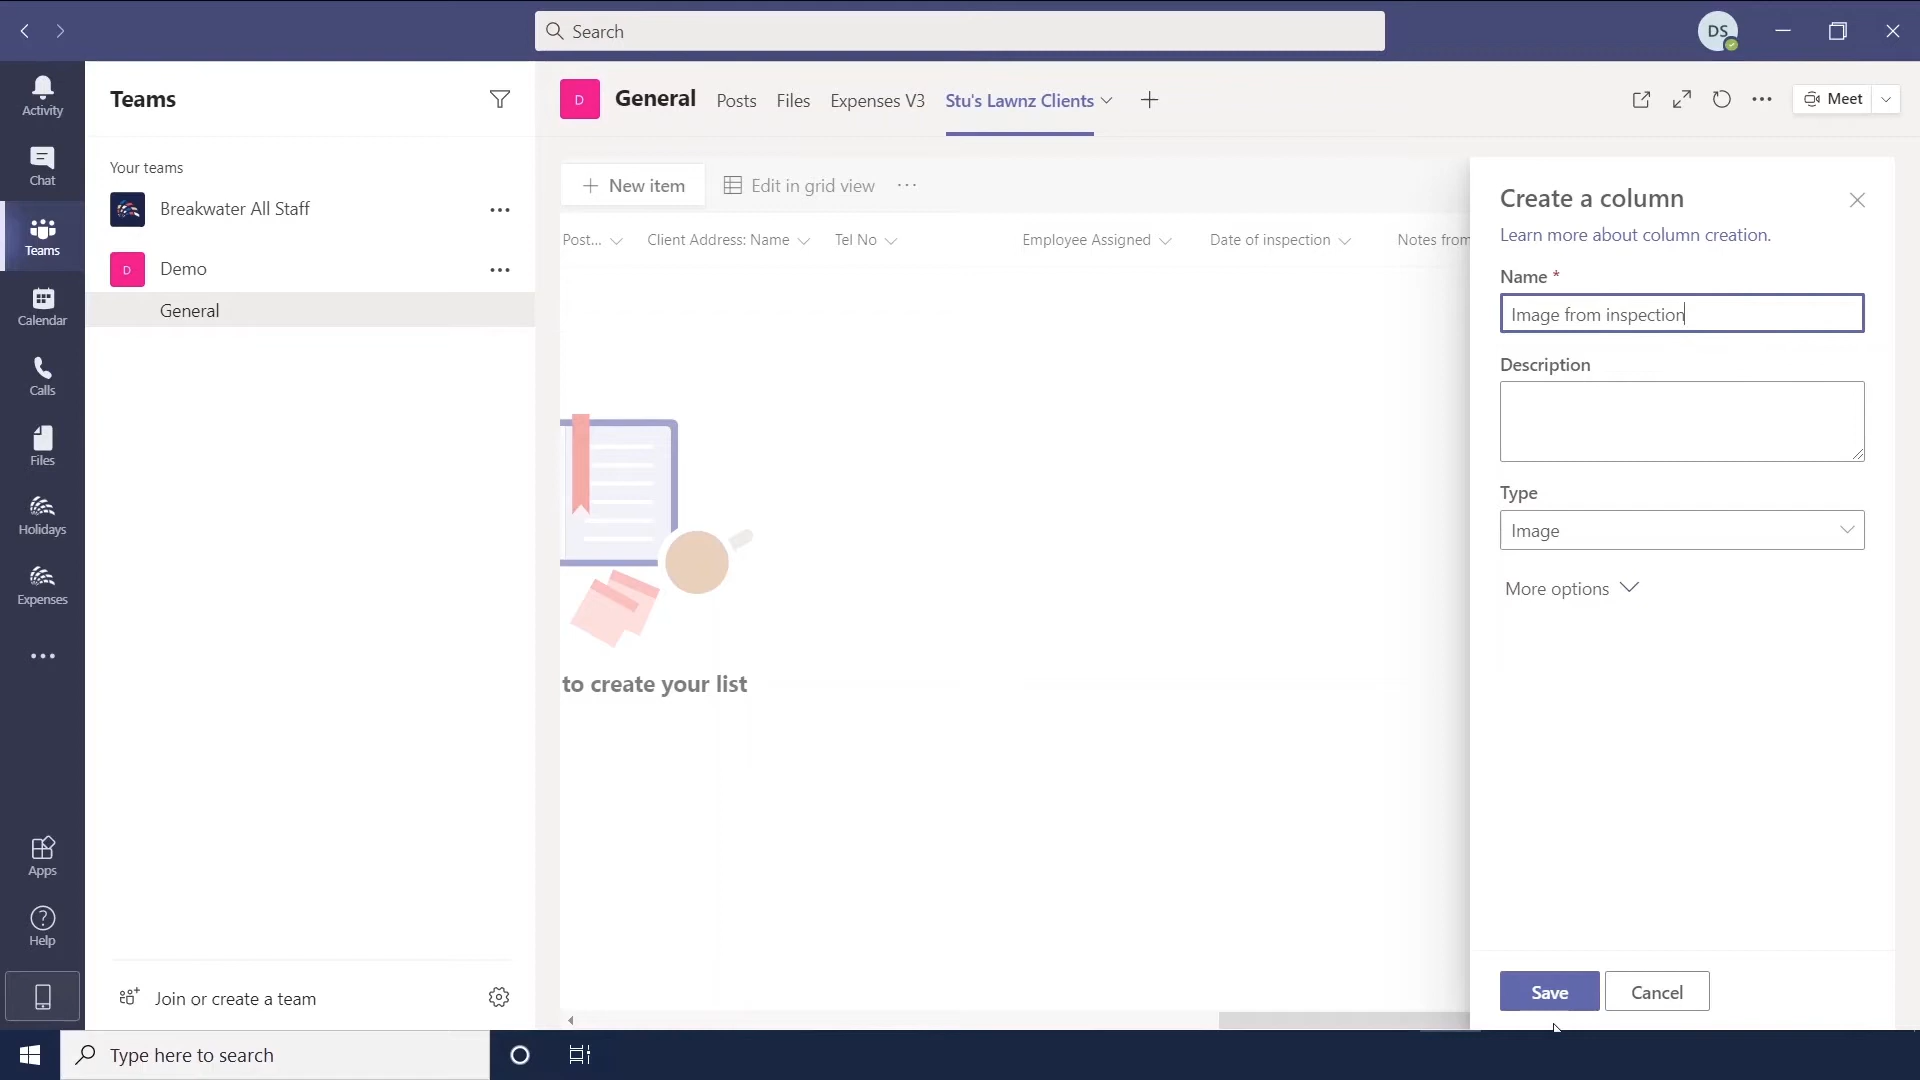 Search
DS
Activity
Chat
Teams
Calendar
Calls
Files
Holidays
Expenses
Apps
Help
Teams
Your teams
Breakwater All Staff
D
Demo
General
Join or create a team
D
General
Posts
Files
Expenses V3
Stu's Lawnz Clients
Meet
New item
Edit in grid view
Post...
Client Address: Name
Tel No
Employee Assigned
Date of inspection
Notes from
to create your list
Create a column
Learn more about column creation.
Name *
Image from inspection
Description
Type
Image
More options
Save
Cancel
Type here to search